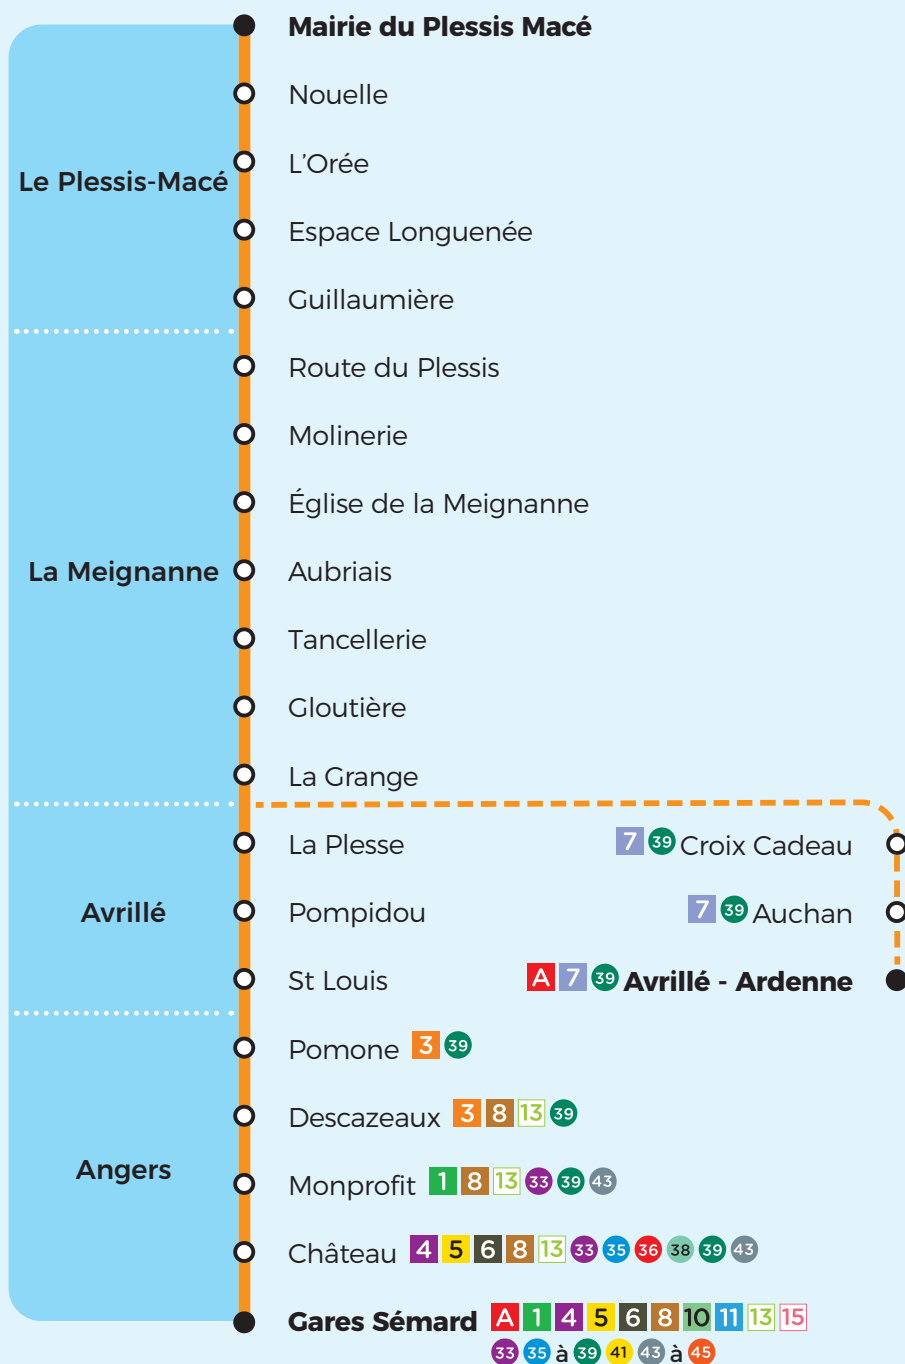 Mairie du Plessis Macé
Nouelle
L'Orée
Le Plessis-Macé
Espace Longuenée
Guillaumière
Route du Plessis
Molinerie
Église de la Meignanne
La Meignanne
Aubriais
Tancellerie
Gloutière
La Grange
La Plesse
7 39 Croix Cadeau
Avrillé
Pompidou
7 39 Auchan
St Louis
A 7 39 Avrillé - Ardenne
Pomone 3 39
Descazeaux 3 8 13 39
Angers
Monprofit 1 8 13 33 39 43
Château 4 5 6 8 13 33 35 36 38 39 43
Gares Sémard A 1 4 5 6 8 10 11 13 15
33 35 à 39 41 43 à 45